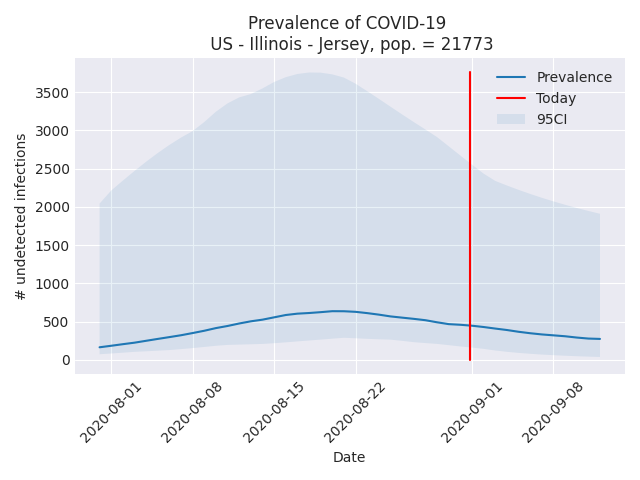 Prevalence of COVID-19
US - Illinois - Jersey, pop. = 21773
Prevalence
Today
95CI
# undetected infections
3500
3000
2500
2000
1500
1000
500
0
2020-08-01
2020-08-08
2020-08-15
2020-08-22
2020-09-01
2020-09-08
Date